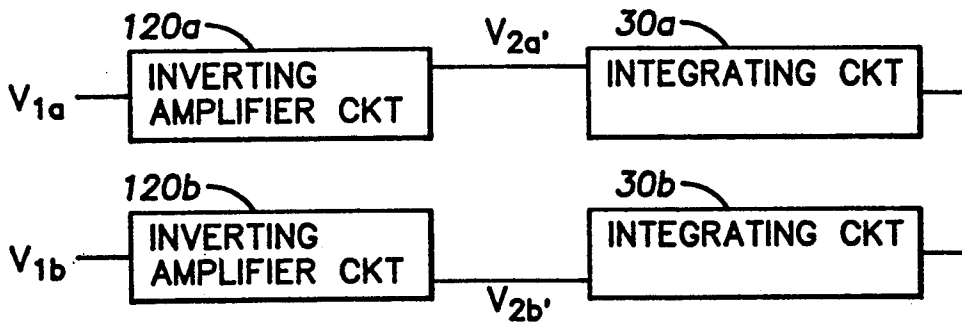 120a
V2a'
30a
V1a
INVERTING
AMPLIFIER CKT
INTEGRATING CKT
120b
30b
V1b
INVERTING
AMPLIFIER CKT
INTEGRATING CKT
V2b'